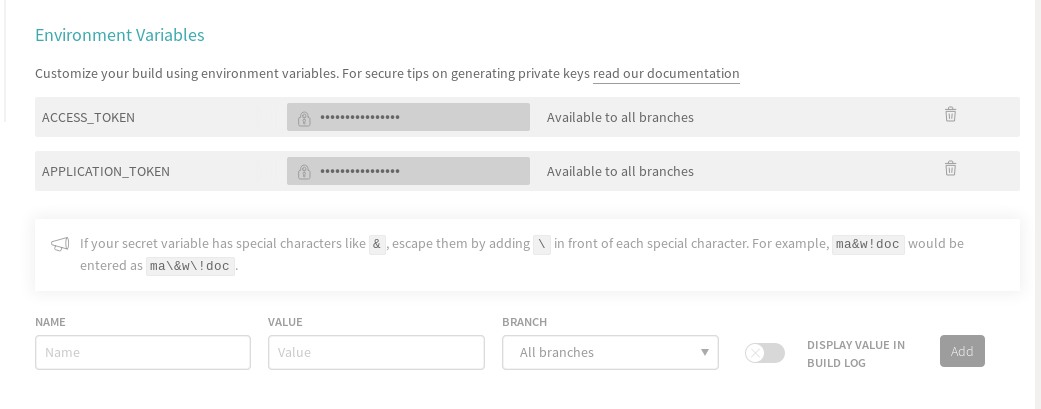 Environment Variables
Customize your build using environment variables. For secure tips on generating private keys read our documentation
ACCESS_TOKEN •••••••••••••••• Available to all branches
APPLICATION_TOKEN •••••••••••••••• Available to all branches
If your secret variable has special characters like &, escape them by adding \ in front of each special character. For example, ma&w!doc would be
entered as ma\&w\!doc.
NAME VALUE BRANCH
Name Value All branches DISPLAY VALUE IN Add
BUILD LOG